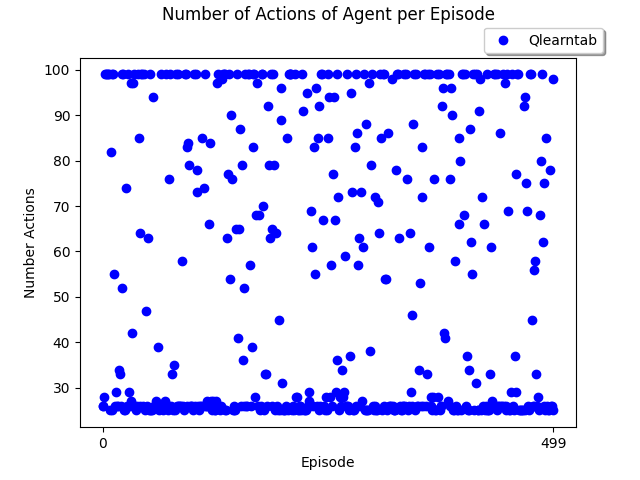 Number of Actions of Agent per Episode
Qlearntab
100
90
80
70
60
50
40
30
Number Actions
0
499
Episode